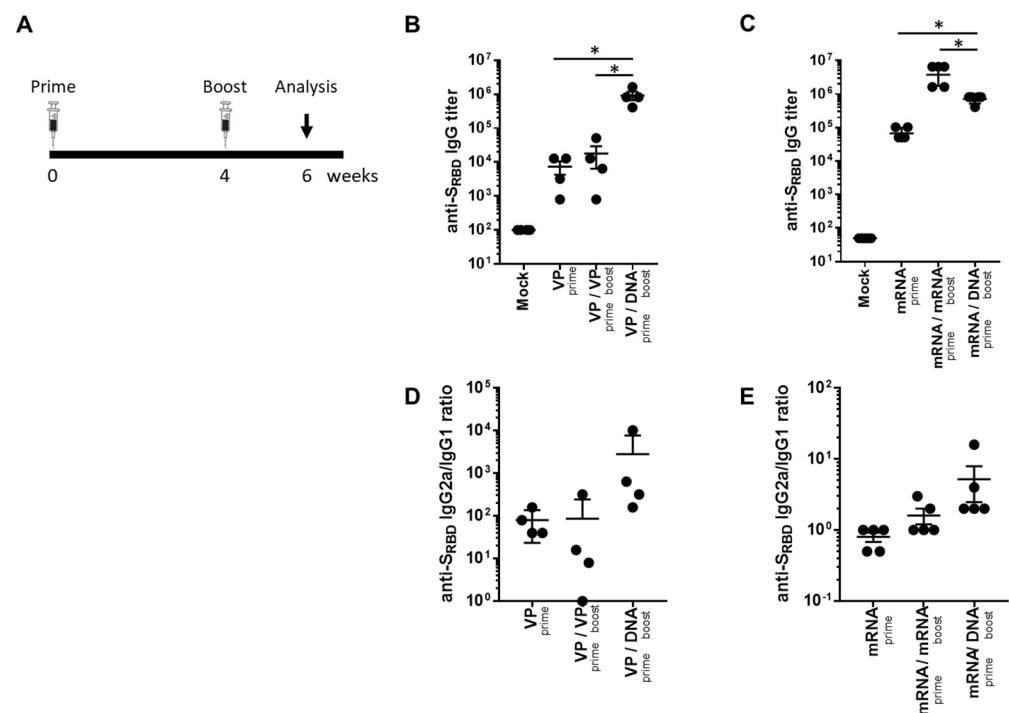 A
Prime
Boost
Analysis
0
4
6
weeks
B
anti-SRBD IgG titer
10⁷
10⁶
10⁵
10⁴
10³
10²
10¹
*
*
Mock
VP
prime
VP / VP
prime boost
VP / DNA
prime boost
C
anti-SRBD IgG titer
10⁷
10⁶
10⁵
10⁴
10³
10²
10¹
*
*
Mock
mRNA
prime
mRNA / mRNA
prime boost
mRNA / DNA
prime boost
D
anti-SRBD IgG2a/IgG1 ratio
10⁵
10⁴
10³
10²
10¹
10⁰
VP
prime
VP / VP
prime boost
VP / DNA
prime boost
E
anti-SRBD IgG2a/IgG1 ratio
10²
10¹
10⁰
10⁻¹
mRNA
prime
mRNA / mRNA
prime boost
mRNA/ DNA
prime boost